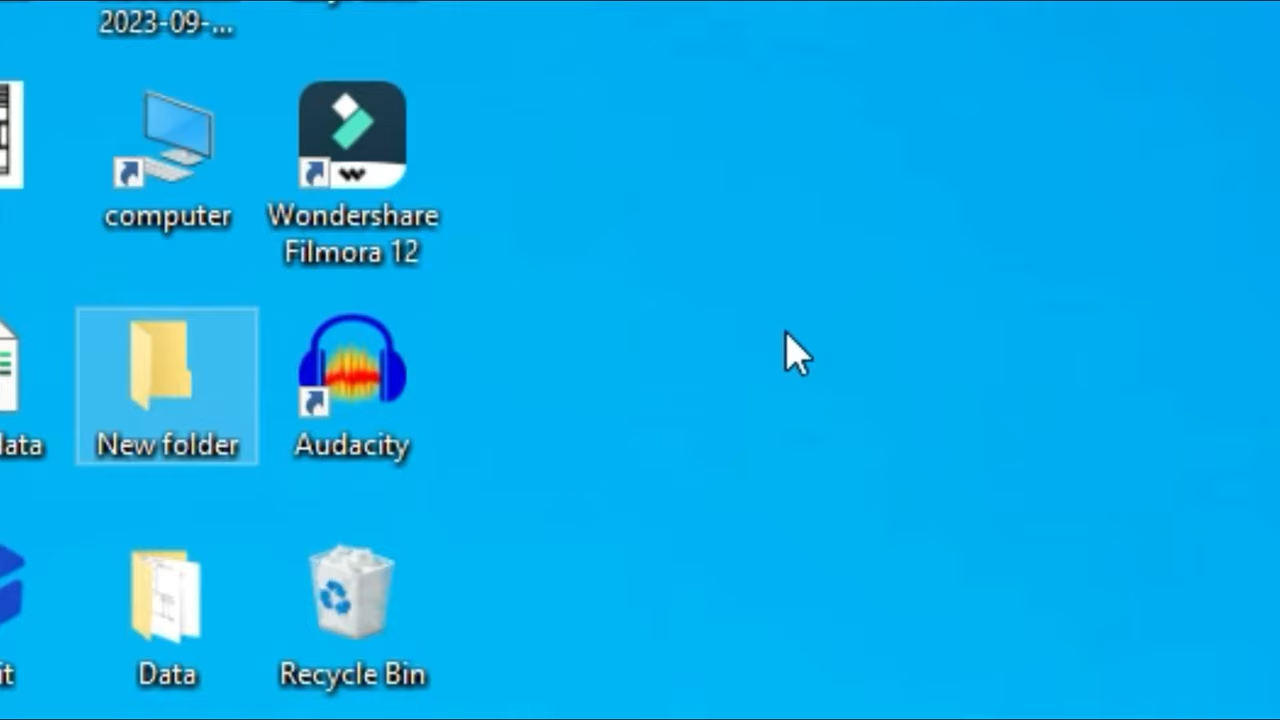 2023-09-...
computer
Wondershare
Filmora 12
New folder
Audacity
Data
Recycle Bin